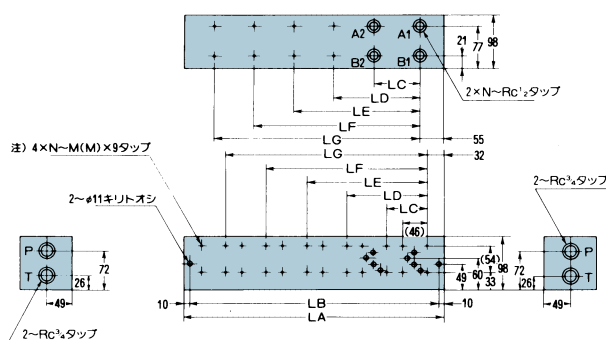 A2
A1
B2
B1
21
77
98
LC
LD
LE
LF
LG
55
2×N〜Rc1/2タップ
32
LG
LF
LE
LD
LC
(46)
注) 4×N〜M(M)×9タップ
2〜φ11キリトオシ
2〜Rc3/4タップ
P
T
72
26
49
(54)
98
49
60
33
10
LB
10
LA
P
T
72
26
49
2〜Rc3/4タップ